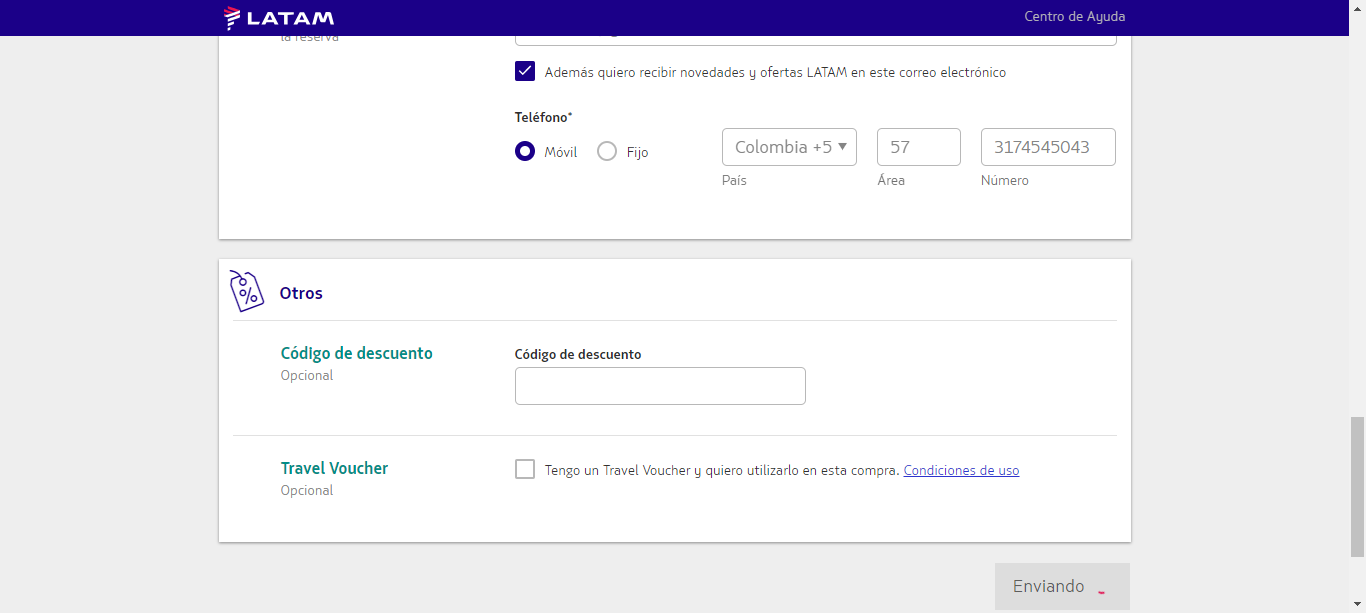 LATAM
Centro de Ayuda
la reserva
Además quiero recibir novedades y ofertas LATAM en este correo electrónico
Teléfono*
Móvil
Fijo
Colombia +5
57
3174545043
País
Área
Número
Otros
Código de descuento
Opcional
Código de descuento
Travel Voucher
Opcional
Tengo un Travel Voucher y quiero utilizarlo en esta compra. Condiciones de uso
Enviando